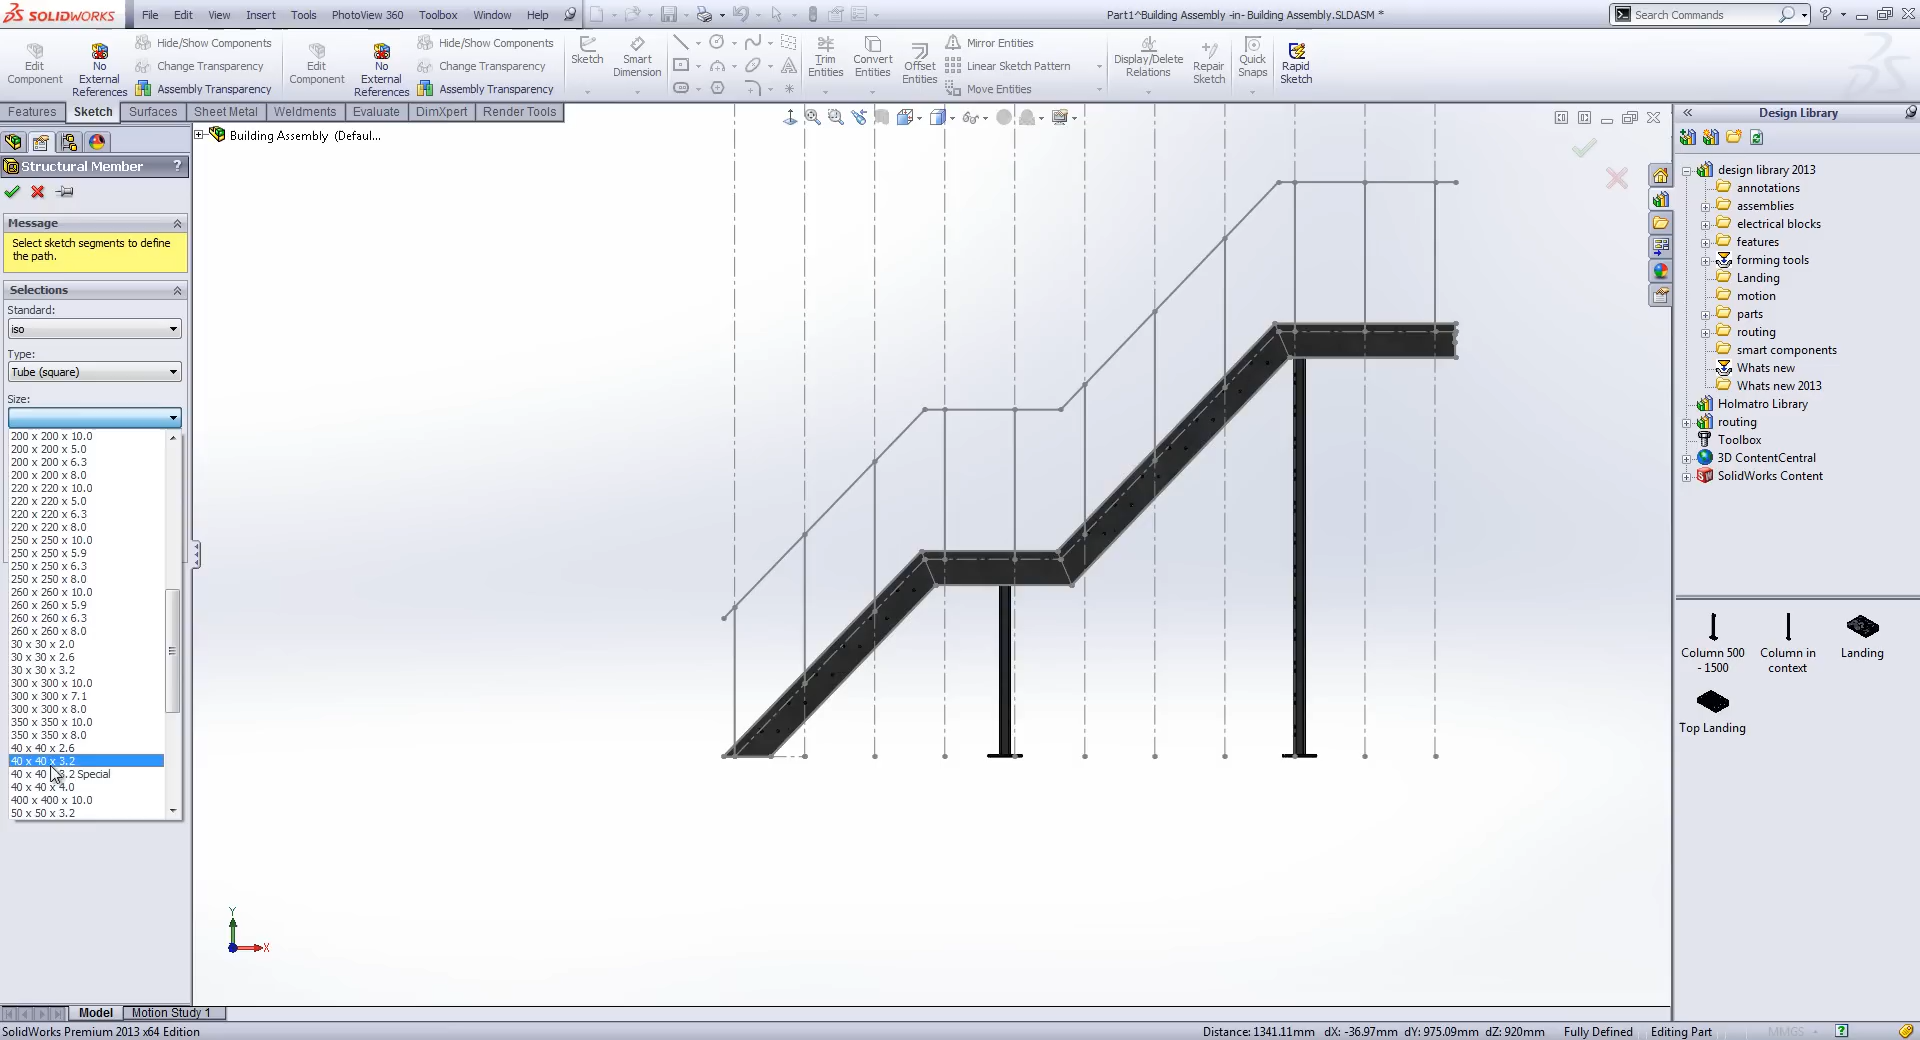 SOLIDWORKS
File Edit View Insert Tools PhotoView 360 Toolbox Window Help
Part1^Building Assembly -in- Building Assembly.SLDASM *
Search Commands
Edit Component
No External References
Hide/Show Components
Change Transparency
Assembly Transparency
Edit Component
No External References
Hide/Show Components
Change Transparency
Assembly Transparency
Sketch
Smart Dimension
Trim Entities
Convert Entities
Offset Entities
Mirror Entities
Linear Sketch Pattern
Move Entities
Display/Delete Relations
Repair Sketch
Quick Snaps
Rapid Sketch
Features Sketch Surfaces Sheet Metal Weldments Evaluate DimXpert Render Tools
Building Assembly (Defaul...
Structural Member ?
Message
Select sketch segments to define
the path.
Selections
Standard:
iso
Type:
Tube (square)
Size:
200 x 200 x 10.0
200 x 200 x 5.0
200 x 200 x 6.3
200 x 200 x 8.0
220 x 220 x 10.0
220 x 220 x 5.0
220 x 220 x 6.3
220 x 220 x 8.0
250 x 250 x 10.0
250 x 250 x 5.9
250 x 250 x 6.3
250 x 250 x 8.0
260 x 260 x 10.0
260 x 260 x 5.9
260 x 260 x 6.3
260 x 260 x 8.0
30 x 30 x 2.0
30 x 30 x 2.6
30 x 30 x 3.2
300 x 300 x 10.0
300 x 300 x 7.1
300 x 300 x 8.0
350 x 350 x 10.0
350 x 350 x 8.0
40 x 40 x 2.6
40 x 40 x 3.2
40 x 40 3.2 Special
40 x 40 x 4.0
400 x 400 x 10.0
50 x 50 x 3.2
Y
X
Design Library
design library 2013
annotations
assemblies
electrical blocks
features
forming tools
Landing
motion
parts
routing
smart components
Whats new
Whats new 2013
Holmatro Library
routing
Toolbox
3D ContentCentral
SolidWorks Content
Column 500 - 1500
Column in context
Landing
Top Landing
Model Motion Study 1
SolidWorks Premium 2013 x64 Edition
Distance: 1341.11mm dX: -36.97mm dY: 975.09mm dZ: 920mm Fully Defined Editing Part MMGS ?